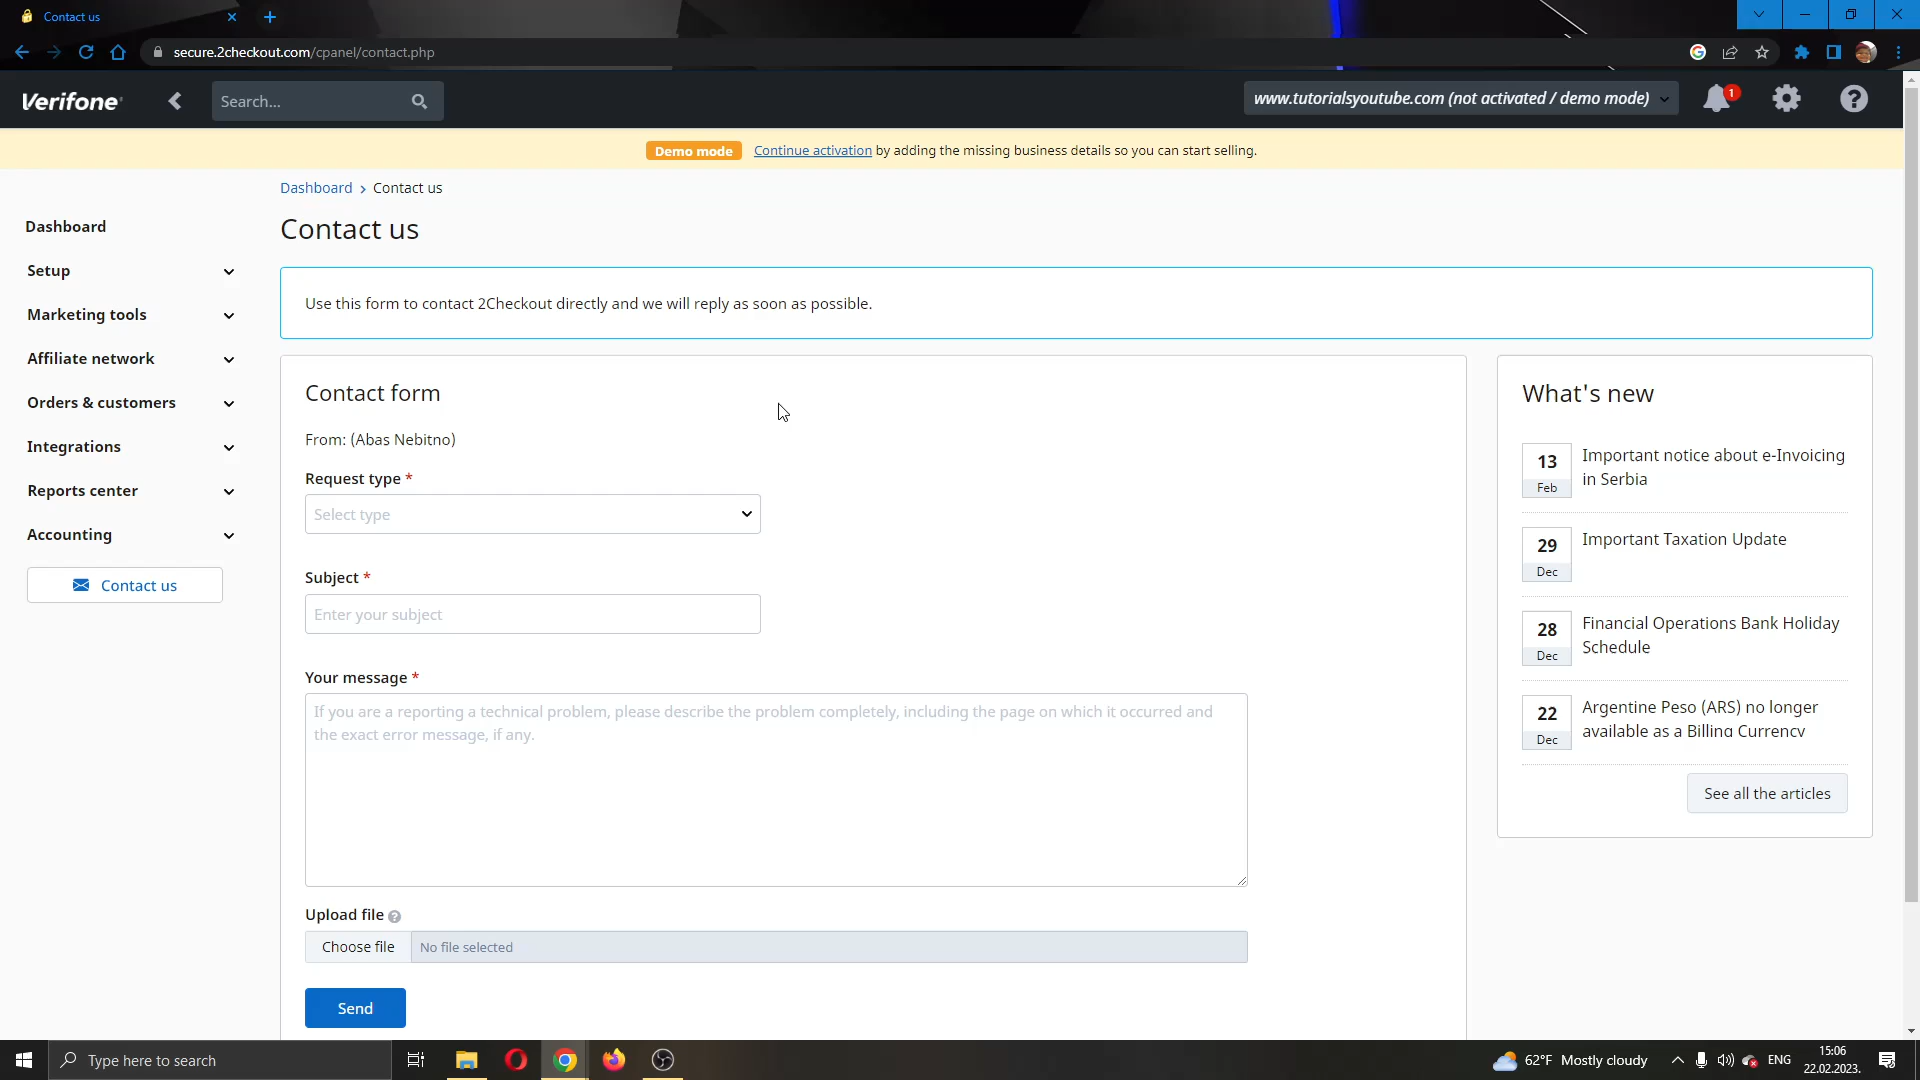 Contact us
secure.2checkout.com/cpanel/contact.php
Verifone
Search...
www.tutorialsyoutube.com (not activated / demo mode)
1
Demo mode
Continue activation by adding the missing business details so you can start selling.
Dashboard > Contact us
Contact us
Dashboard
Setup
Marketing tools
Affiliate network
Orders & customers
Integrations
Reports center
Accounting
Contact us
Use this form to contact 2Checkout directly and we will reply as soon as possible.
Contact form
From: (Abas Nebitno)
Request type *
Select type
Subject *
Enter your subject
Your message *
If you are a reporting a technical problem, please describe the problem completely, including the page on which it occurred and
the exact error message, if any.
Upload file
Choose file No file selected
Send
What's new
13
Feb
Important notice about e-Invoicing
in Serbia
29
Dec
Important Taxation Update
28
Dec
Financial Operations Bank Holiday
Schedule
22
Dec
Argentine Peso (ARS) no longer
available as a Billing Currency
See all the articles
Type here to search
62°F Mostly cloudy
ENG
15:06
22.02.2023.